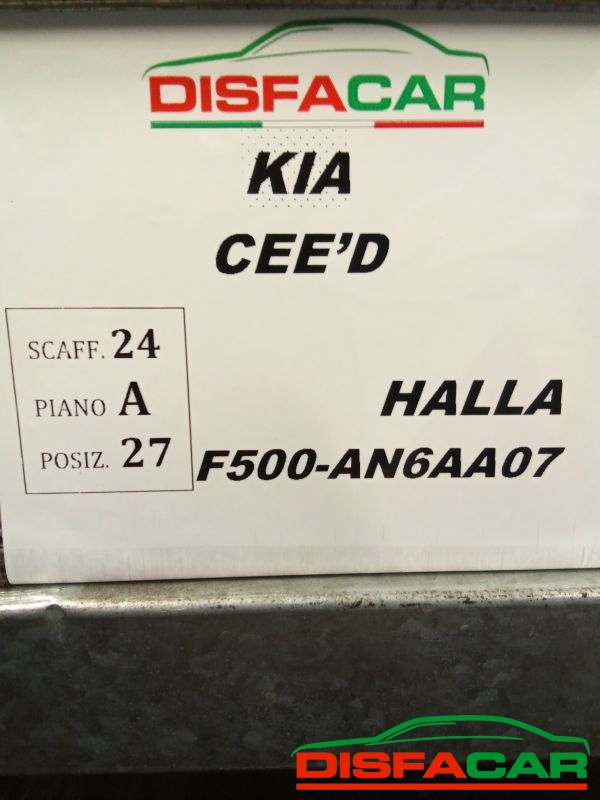 DISFACAR
KIA
CEE'D
SCAFF. 24
PIANO A
POSIZ. 27
HALLA
F500-AN6AA07
DISFACAR